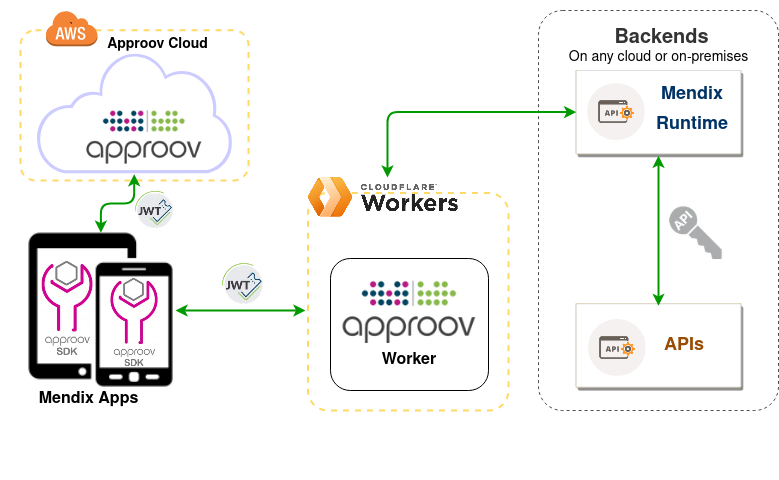 AWS
Approov Cloud
approov
JWT
approov
SDK
approov
SDK
Mendix Apps
JWT
CLOUDFLARE
Workers
approov
Worker
Backends
On any cloud or on-premises
API
Mendix
Runtime
API
API
APIs